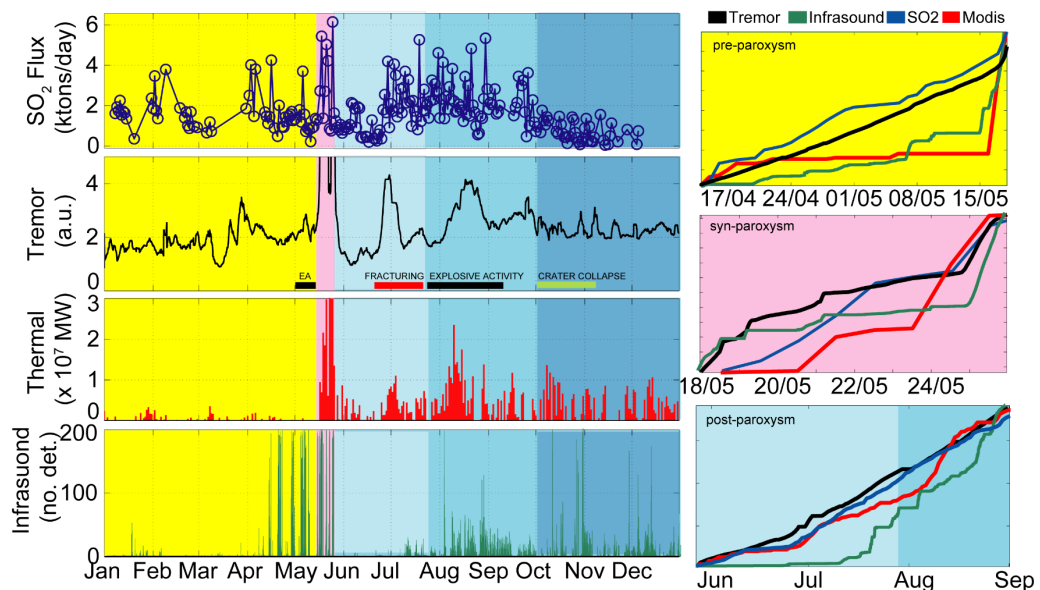 SO2 Flux
(ktons/day)
6
4
2
0
Tremor
(a.u.)
4
2
0
EA
FRACTURING
EXPLOSIVE ACTIVITY
CRATER COLLAPSE
Thermal
(x 10⁷ MW)
3
2
1
0
Infrasuond
(no. det.)
200
100
0
Jan Feb Mar Apr May Jun Jul Aug Sep Oct Nov Dec
Tremor Infrasound SO2 Modis
pre-paroxysm
17/04 24/04 01/05 08/05 15/05
syn-paroxysm
18/05 20/05 22/05 24/05
post-paroxysm
Jun Jul Aug Sep